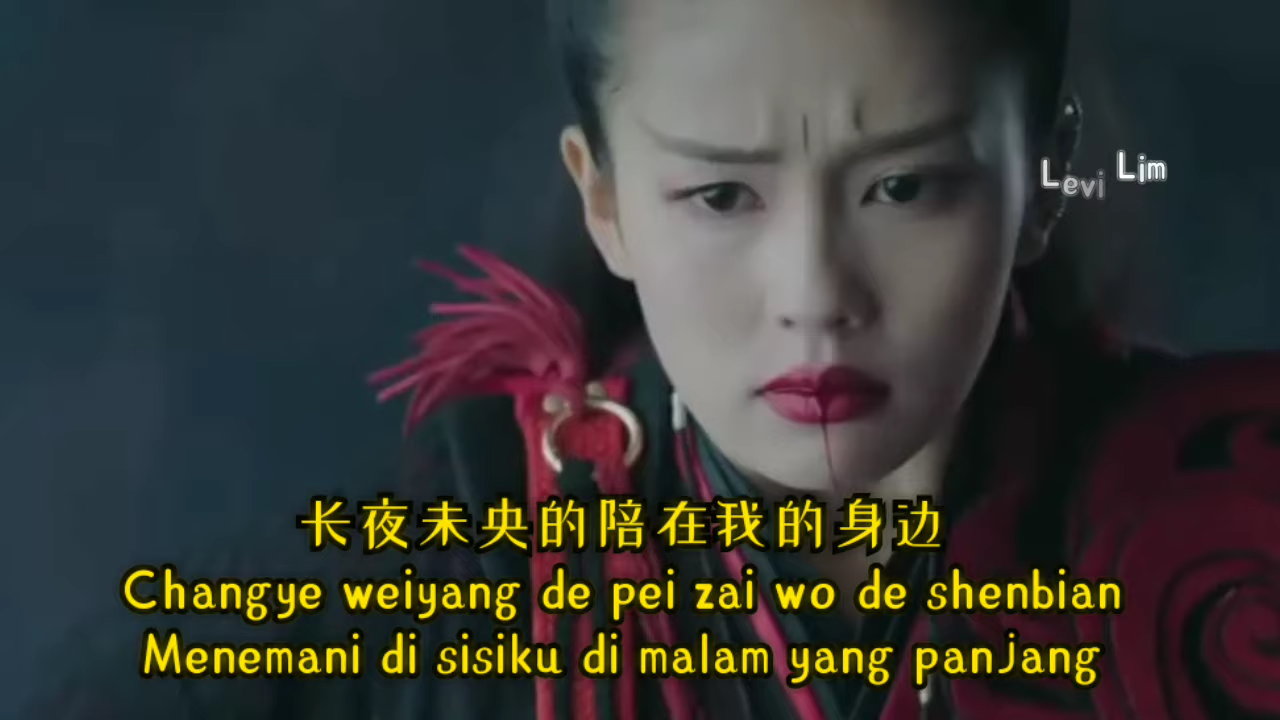 Levi Lim
长夜未央的陪在我的身边
Changye weiyang de pei zai wo de shenbian
Menemani di sisiku di malam yang panjang